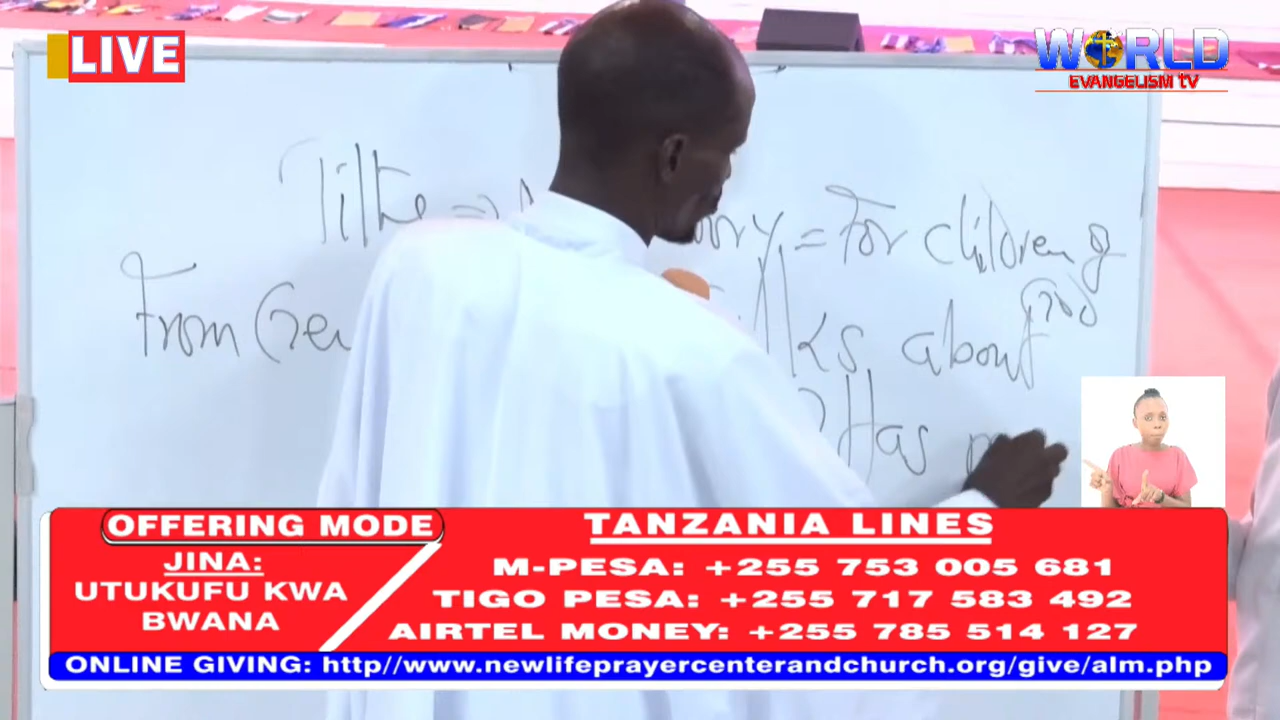 LIVE
WORLD
EVANGELISM TV
Tithe = For children of
God
From Gen about
Has
OFFERING MODE
JINA:
UTUKUFU KWA
BWANA
TANZANIA LINES
M-PESA: +255 753 005 681
TIGO PESA: +255 717 583 492
AIRTEL MONEY: +255 785 514 127
ONLINE GIVING: http//www.newlifeprayercenterandchurch.org/give/alm.php